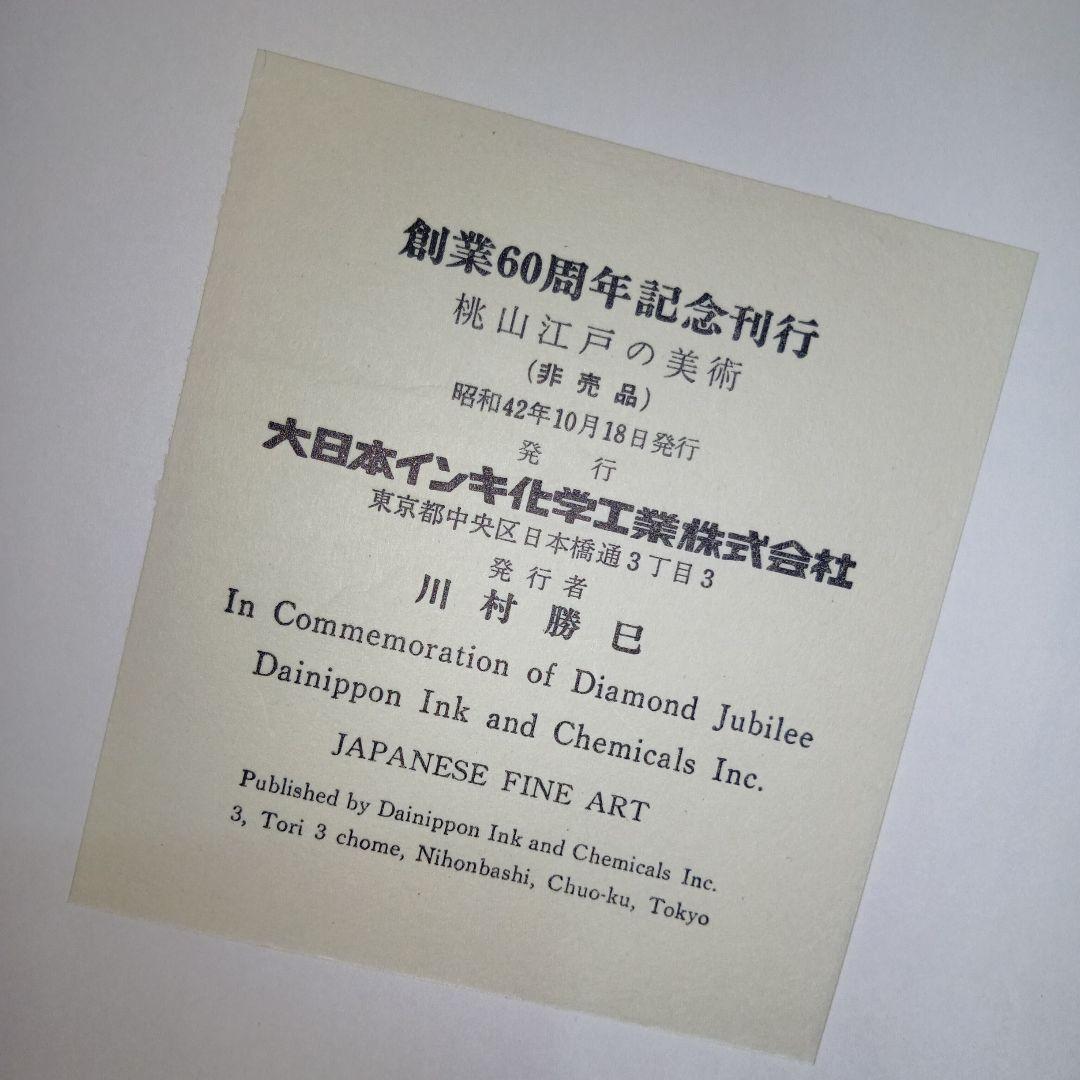 創業60周年記念刊行
桃山江戸の美術
(非売品)
昭和42年10月18日発行
発行
大日本インキ化学工業株式会社
東京都中央区日本橋通3丁目3
発行者
川村勝巳
In Commemoration of Diamond Jubilee
Dainippon Ink and Chemicals Inc.
JAPANESE FINE ART
Published by Dainippon Ink and Chemicals Inc.
3, Tori 3 chome, Nihonbashi, Chuo-ku, Tokyo